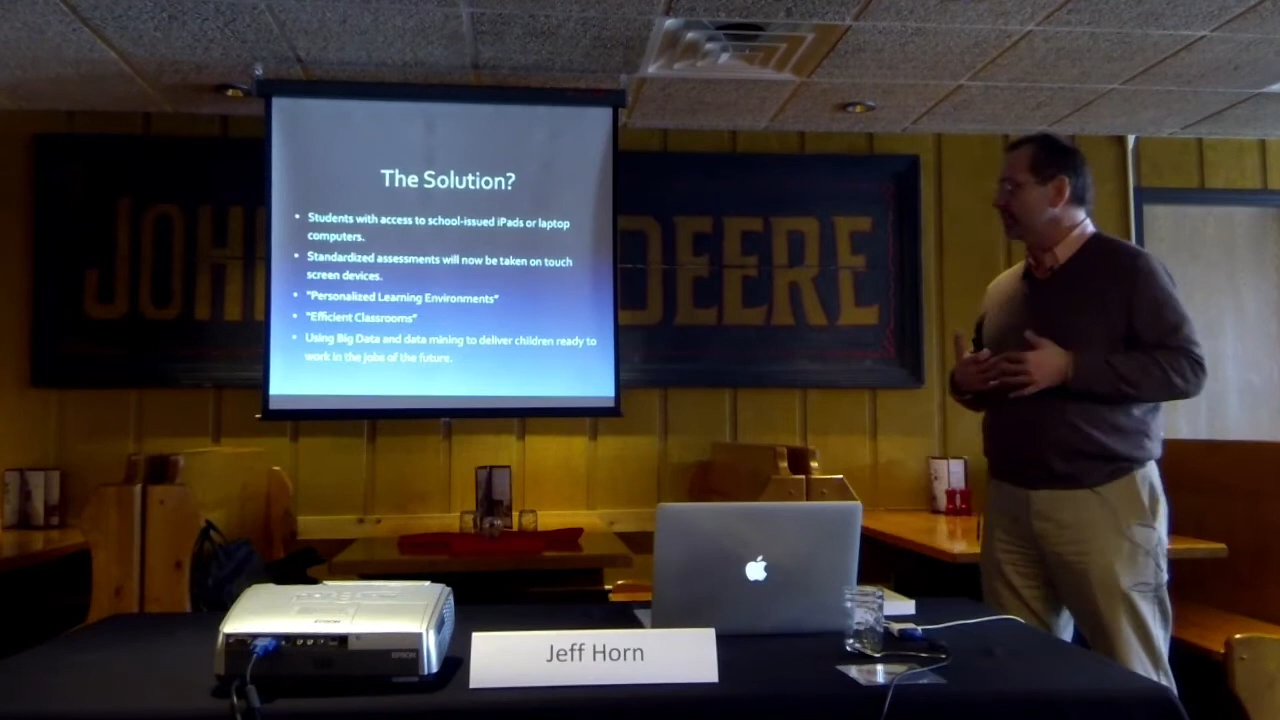 The Solution?
• Students with access to school-issued iPads or laptop
computers.
• Standardized assessments will now be taken on touch
screen devices.
• "Personalized Learning Environments"
• "Efficient Classrooms"
• Using Big Data and data mining to deliver children ready to
work in the jobs of the future.
JOH DEERE
EPSON
Jeff Horn